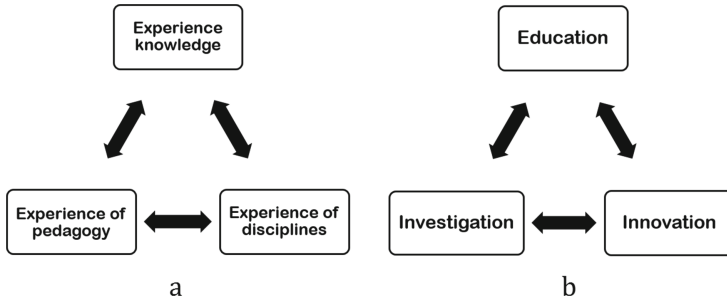 Experience
knowledge
Experience of
pedagogy
Experience of
disciplines
a
Education
Investigation
Innovation
b